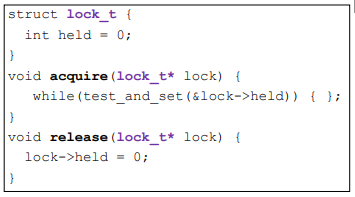 struct lock_t {
int held = 0;
}
void acquire(lock_t* lock) {
while(test_and_set(&lock->held)) { };
}
void release(lock_t* lock) {
lock->held = 0;
}